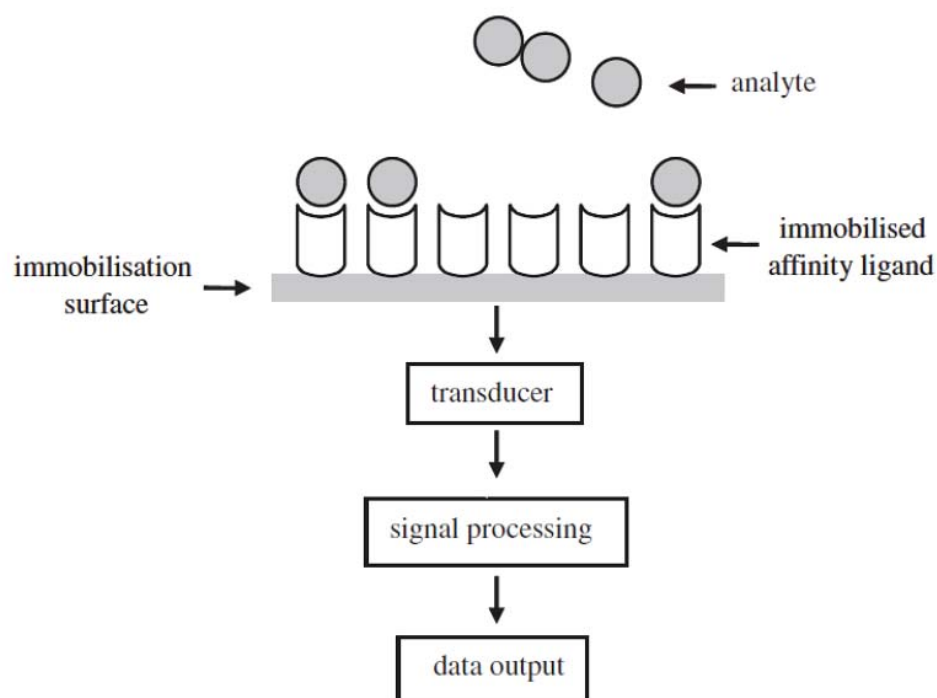 analyte
immobilised
affinity ligand
immobilisation
surface
transducer
signal processing
data output